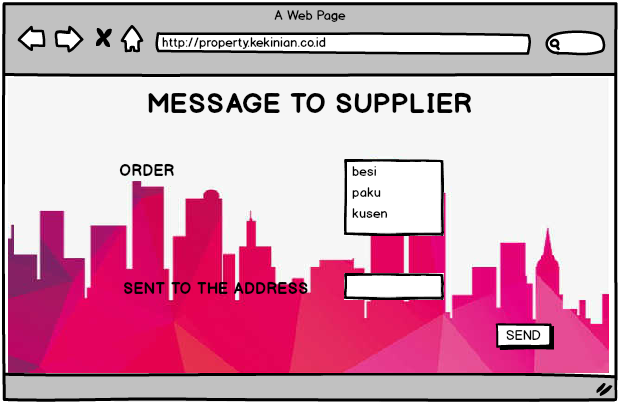 A Web Page
http://property.kekinian.co.id
MESSAGE TO SUPPLIER
ORDER
besi
paku
kusen
SENT TO THE ADDRESS
SEND